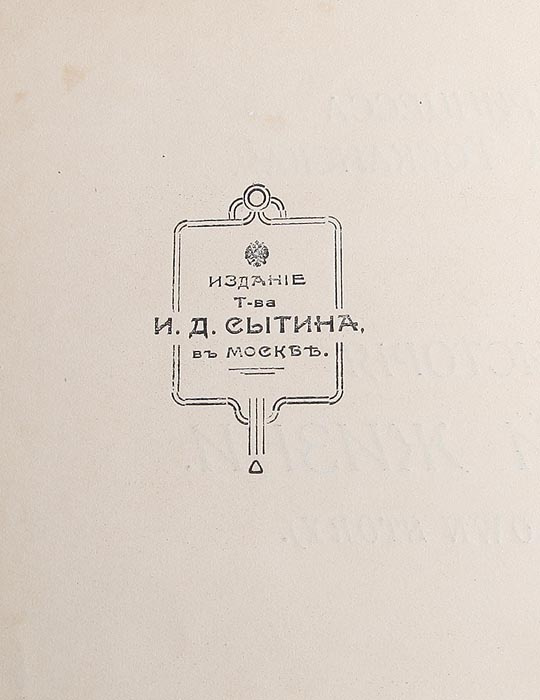 ИЗДАНІЕ
Т-ва
И. Д. СЫТИНА,
въ МОСКВѢ.